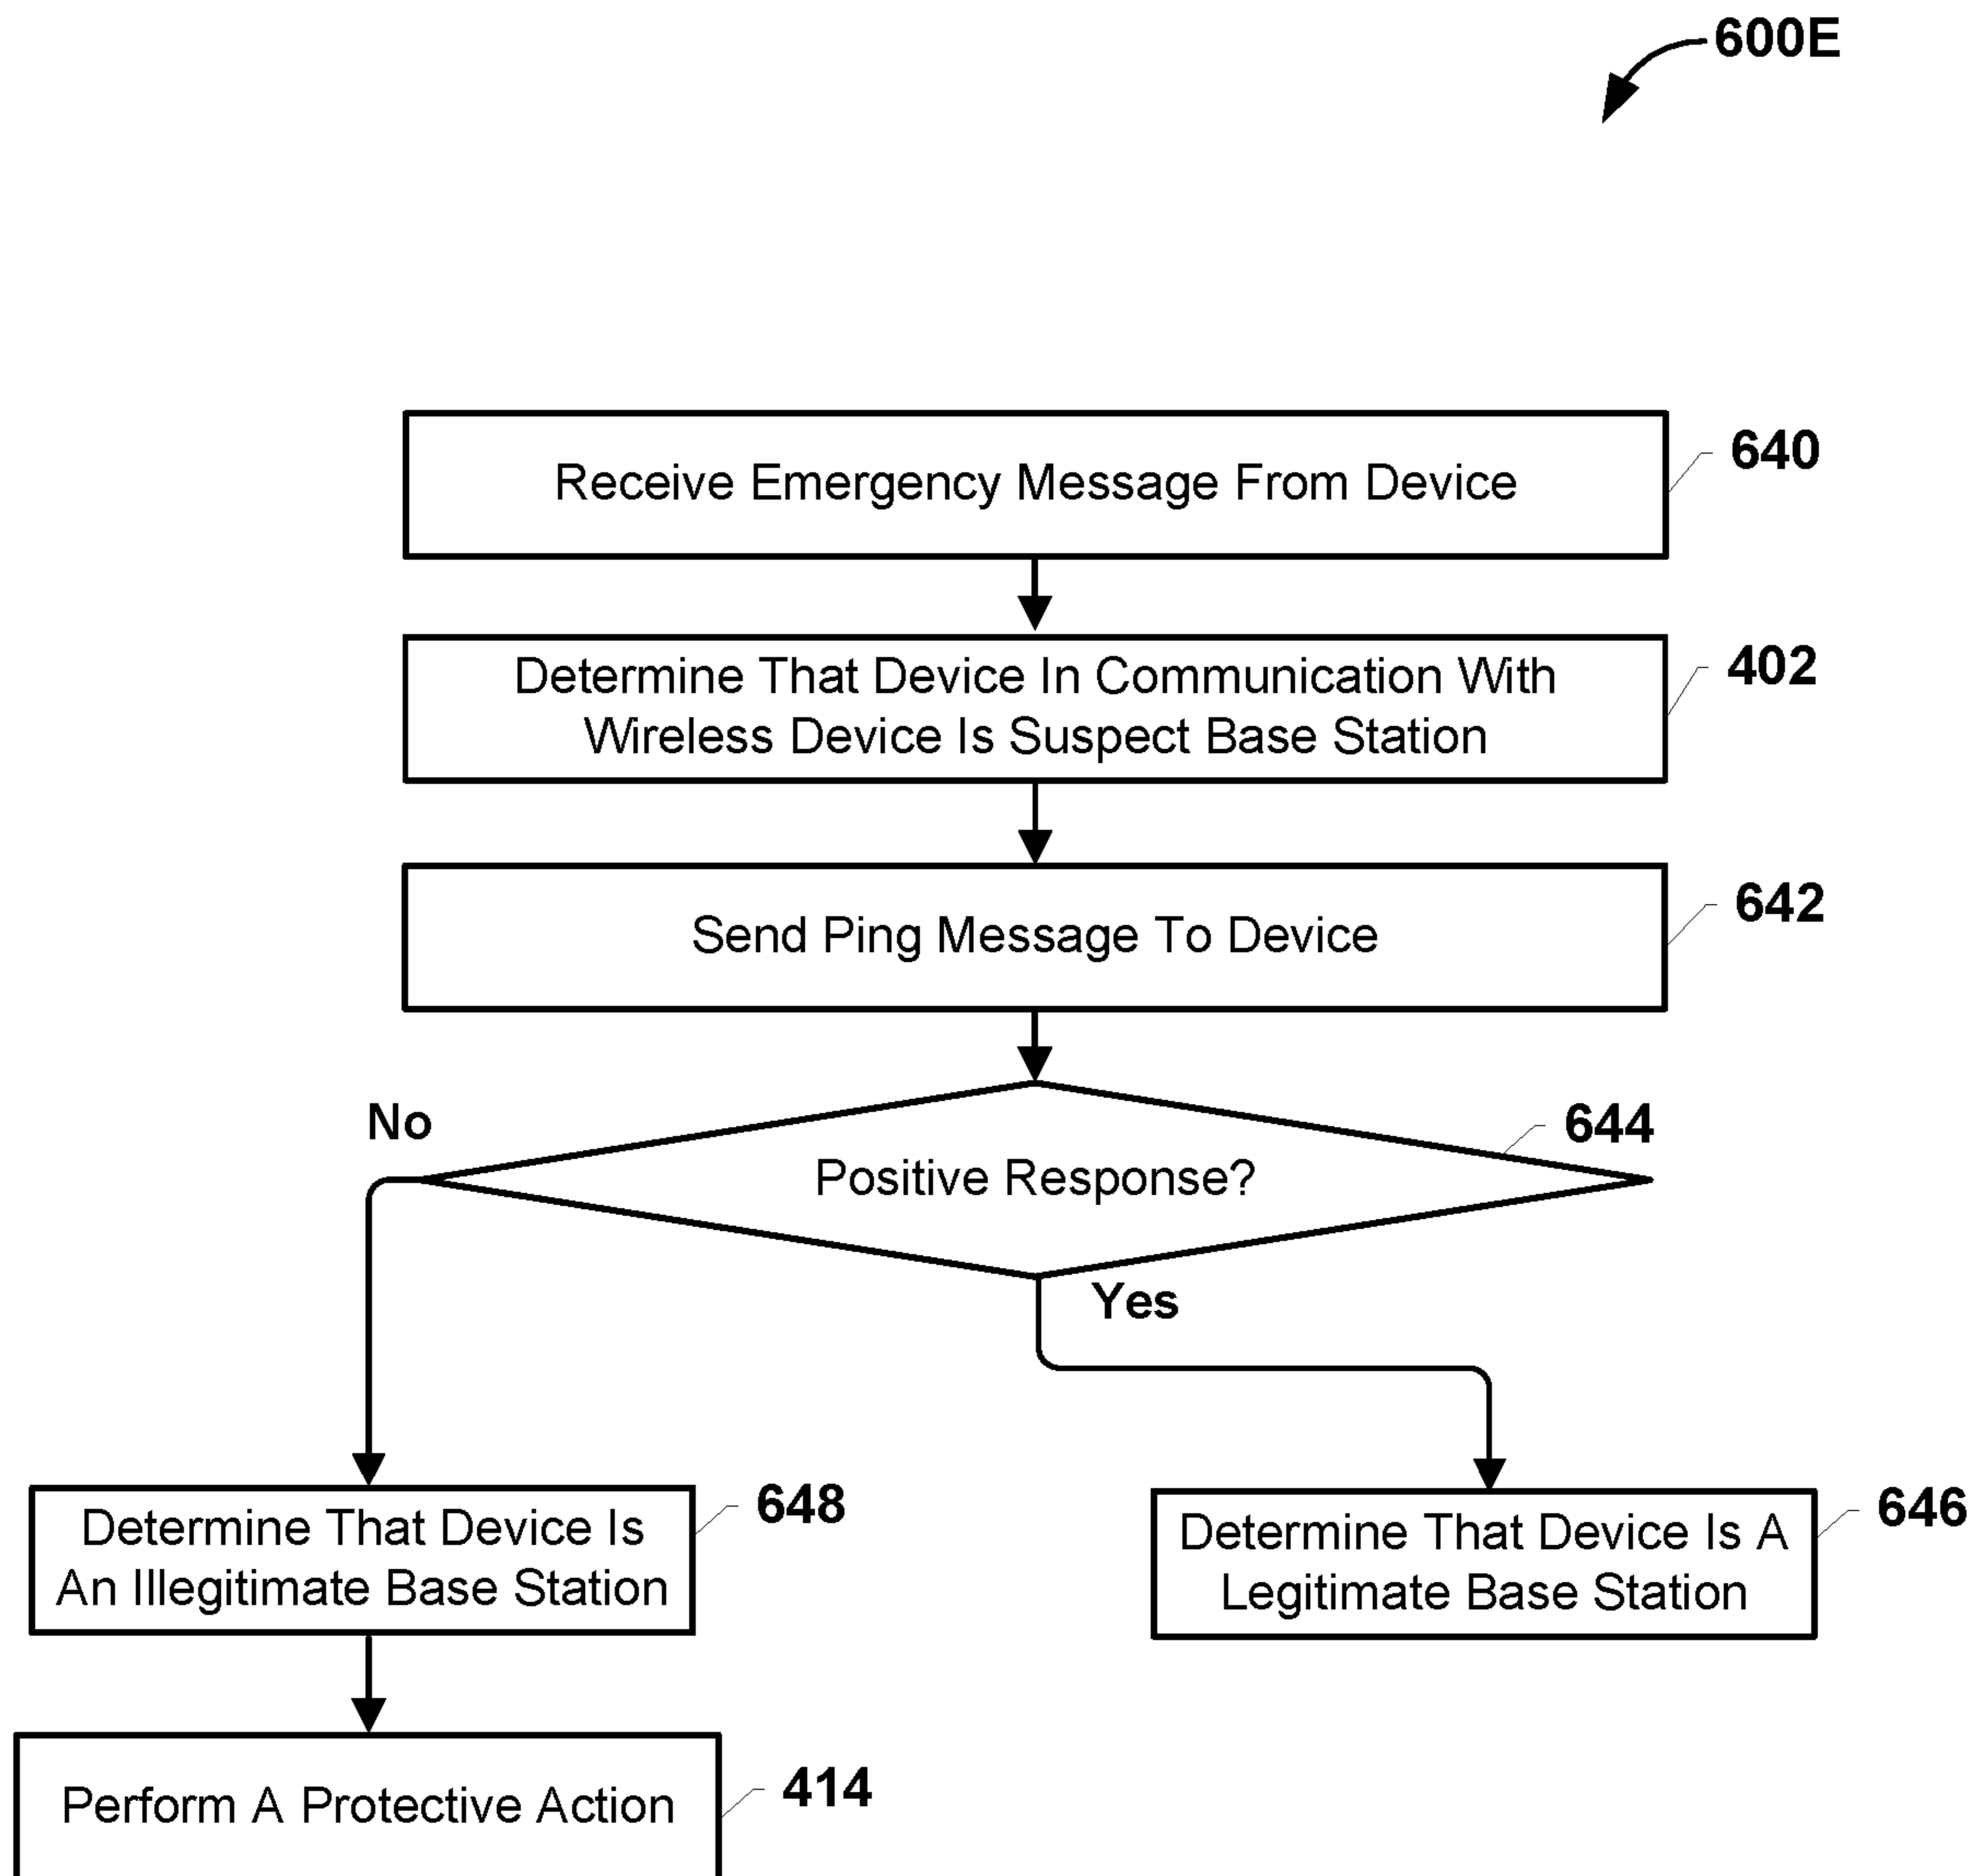 600E
Receive Emergency Message From Device
640
Determine That Device In Communication With
Wireless Device Is Suspect Base Station
402
Send Ping Message To Device
642
No
Positive Response?
644
Yes
Determine That Device Is
An Illegitimate Base Station
648
Determine That Device Is A
Legitimate Base Station
646
Perform A Protective Action
414